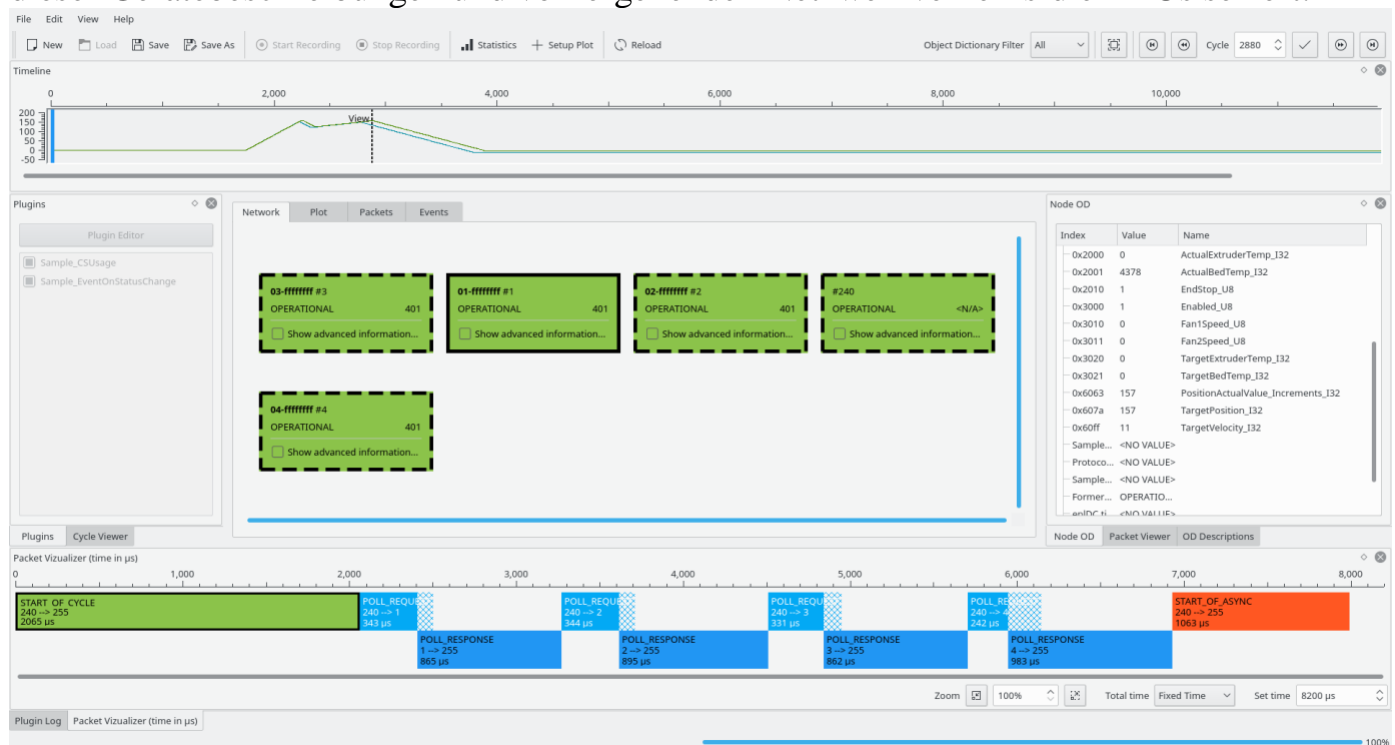 File Edit View Help
New Load Save Save As Start Recording Stop Recording Statistics Setup Plot Reload Object Dictionary Filter All Cycle 2880
Timeline
0 2,000 4,000 6,000 8,000 10,000
200
150
100
50
0
-50
View
Plugins
Plugin Editor
Sample_CSUsage
Sample_EventOnStatusChange
Plugins Cycle Viewer
Network Plot Packets Events
03-ffffffff #3
OPERATIONAL 401
Show advanced information...
01-ffffffff #1
OPERATIONAL 401
Show advanced information...
02-ffffffff #2
OPERATIONAL 401
Show advanced information...
#240
OPERATIONAL <N/A>
Show advanced information...
04-ffffffff #4
OPERATIONAL 401
Show advanced information...
Node OD
Index Value Name
0x2000 0 ActualExtruderTemp_I32
0x2001 4378 ActualBedTemp_I32
0x2010 1 EndStop_U8
0x3000 1 Enabled_U8
0x3010 0 Fan1Speed_U8
0x3011 0 Fan2Speed_U8
0x3020 0 TargetExtruderTemp_I32
0x3021 0 TargetBedTemp_I32
0x6063 157 PositionActualValue_Increments_I32
0x607a 157 TargetPosition_I32
0x60ff 11 TargetVelocity_I32
Sample... <NO VALUE>
Protoco... <NO VALUE>
Sample... <NO VALUE>
Former... OPERATIO...
Node OD Packet Viewer OD Descriptions
Packet Vizualizer (time in µs)
0 1,000 2,000 3,000 4,000 5,000 6,000 7,000 8,000
START_OF_CYCLE
240 --> 255
2065 µs
POLL_REQUE
240 --> 1
343 µs
POLL_RESPONSE
1 --> 255
865 µs
POLL_REQUE
240 --> 2
344 µs
POLL_RESPONSE
2 --> 255
895 µs
POLL_REQU
240 --> 3
331 µs
POLL_RESPONSE
3 --> 255
862 µs
POLL_RE
240 --> 4
242 µs
POLL_RESPONSE
4 --> 255
983 µs
START_OF_ASYNC
240 --> 255
1063 µs
Zoom 100% Total time Fixed Time Set time 8200 µs
Plugin Log Packet Vizualizer (time in µs)
100%